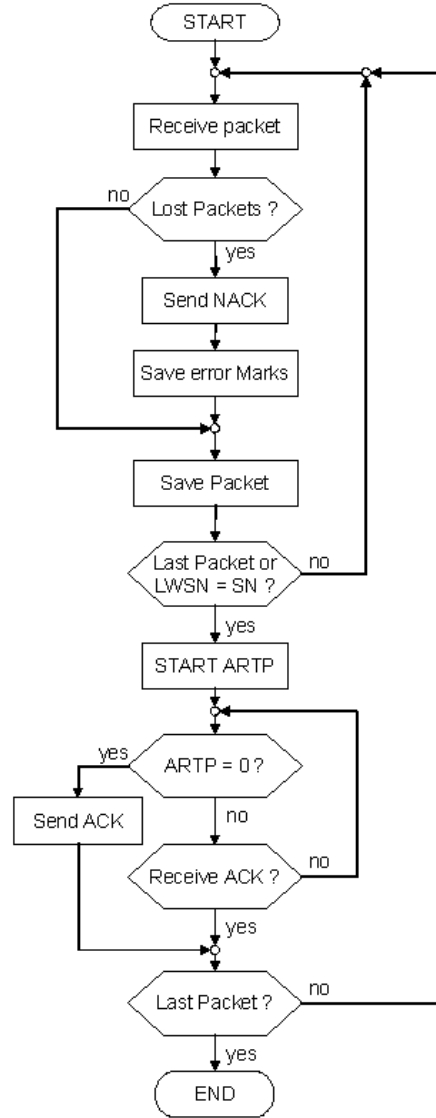 START
Receive packet
no
Lost Packets ?
yes
Send NACK
Save error Marks
Save Packet
Last Packet or
LWSN = SN ?
no
yes
START ARTP
yes
ARTP = 0 ?
Send ACK
no
Receive ACK ?
no
yes
Last Packet ?
no
yes
END